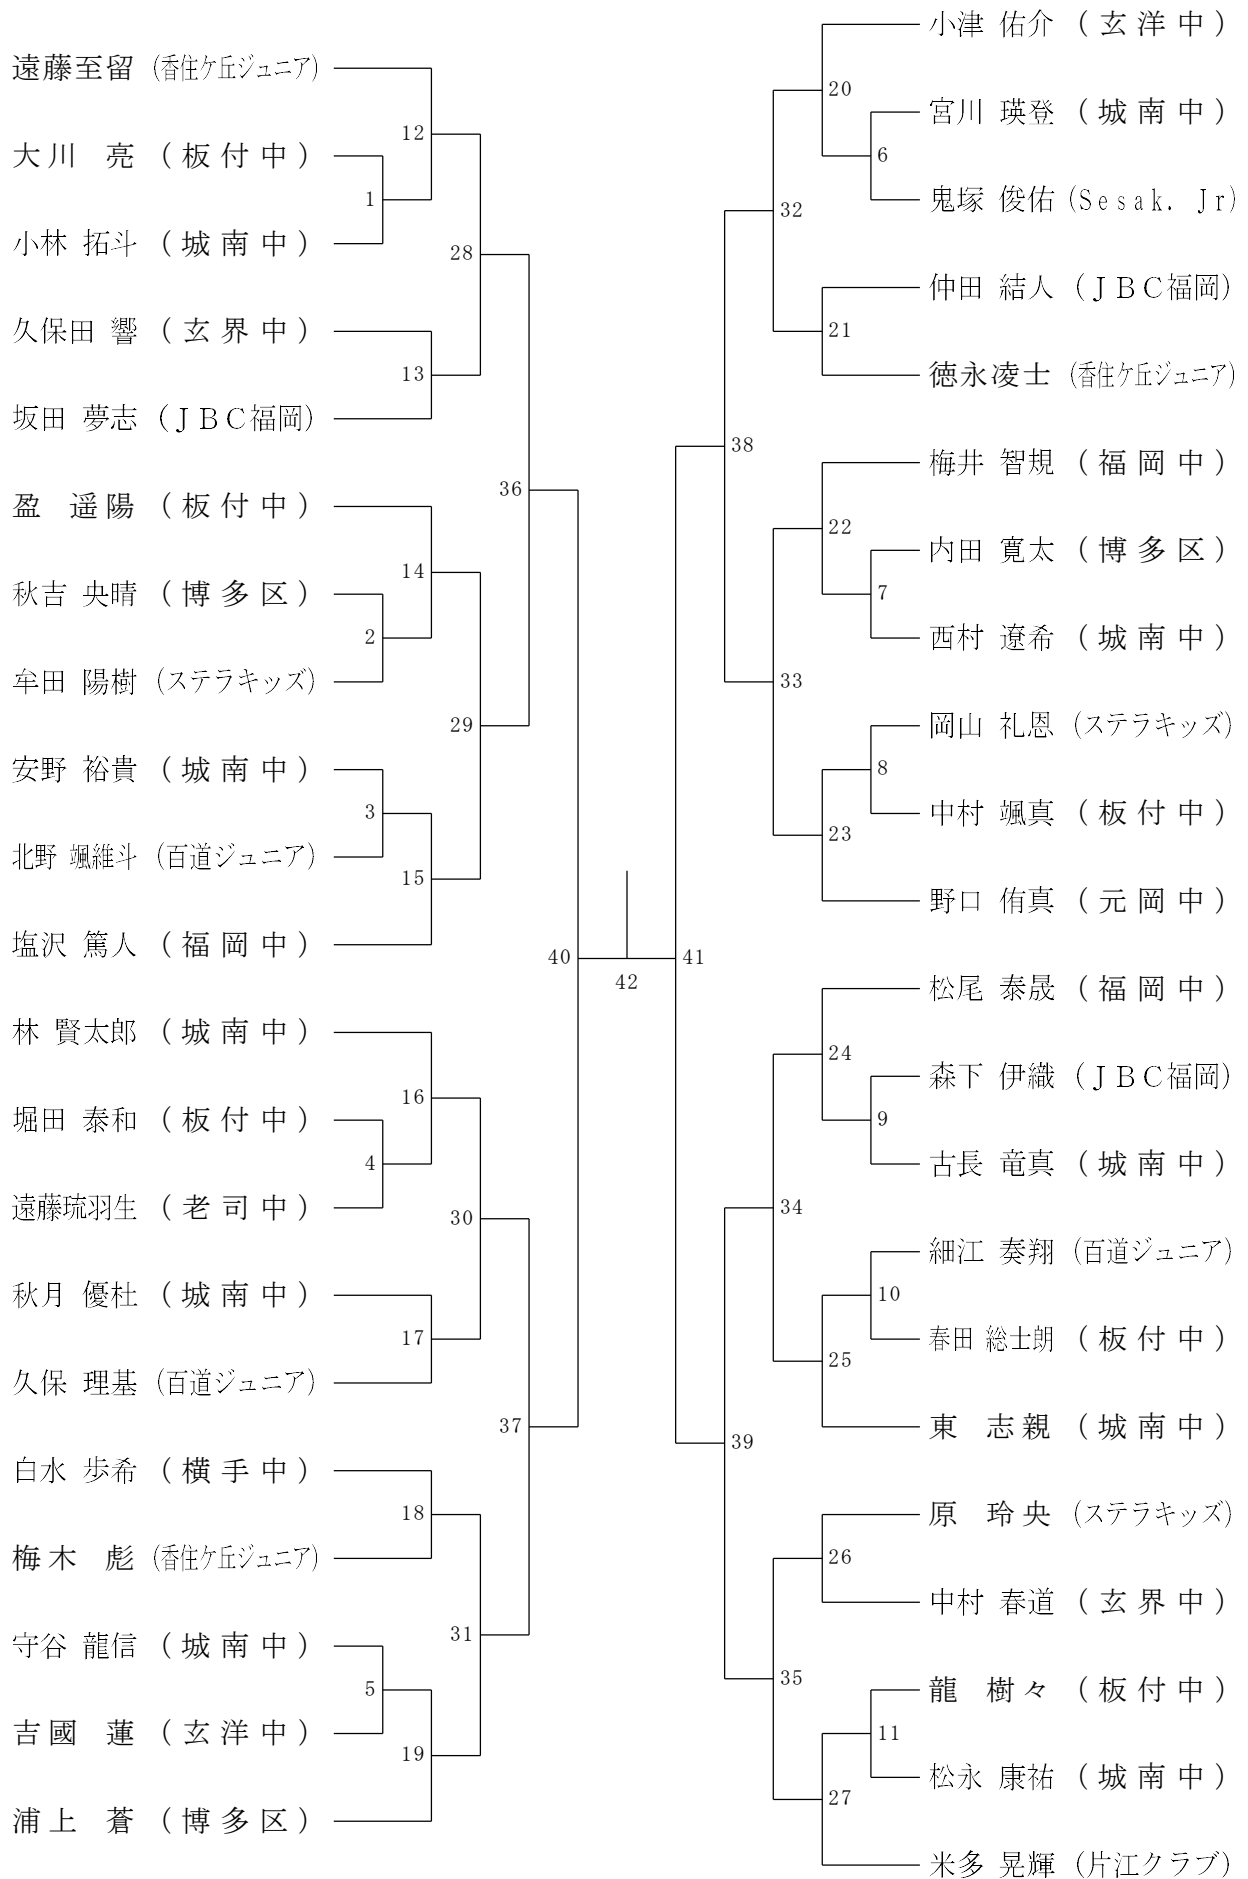 遠藤至留 (香住ケ丘ジュニア)
大川 亮 (板付中)
小林 拓斗 (城南中)
久保田 響 (玄界中)
坂田 夢志 (ＪＢＣ福岡)
盈 遥陽 (板付中)
秋吉 央晴 (博多区)
牟田 陽樹 (ステラキッズ)
安野 裕貴 (城南中)
北野 颯維斗 (百道ジュニア)
塩沢 篤人 (福岡中)
林 賢太郎 (城南中)
堀田 泰和 (板付中)
遠藤琉羽生 (老司中)
秋月 優杜 (城南中)
久保 理基 (百道ジュニア)
白水 歩希 (横手中)
梅木 彪 (香住ケ丘ジュニア)
守谷 龍信 (城南中)
吉國 蓮 (玄洋中)
浦上 蒼 (博多区)
1
2
3
4
5
12
13
14
15
16
17
18
19
28
29
30
31
36
37
40
42
41
38
39
32
33
34
35
20
21
22
23
24
25
26
27
6
7
8
9
10
11
小津 佑介 (玄洋中)
宮川 瑛登 (城南中)
鬼塚 俊佑 (Sesak. Jr)
仲田 結人 (ＪＢＣ福岡)
徳永凌士 (香住ケ丘ジュニア)
梅井 智規 (福岡中)
内田 寛太 (博多区)
西村 遼希 (城南中)
岡山 礼恩 (ステラキッズ)
中村 颯真 (板付中)
野口 侑真 (元岡中)
松尾 泰晟 (福岡中)
森下 伊織 (ＪＢＣ福岡)
古長 竜真 (城南中)
細江 奏翔 (百道ジュニア)
春田 総士朗 (板付中)
東 志親 (城南中)
原 玲央 (ステラキッズ)
中村 春道 (玄界中)
龍 樹々 (板付中)
松永 康祐 (城南中)
米多 晃輝 (片江クラブ)